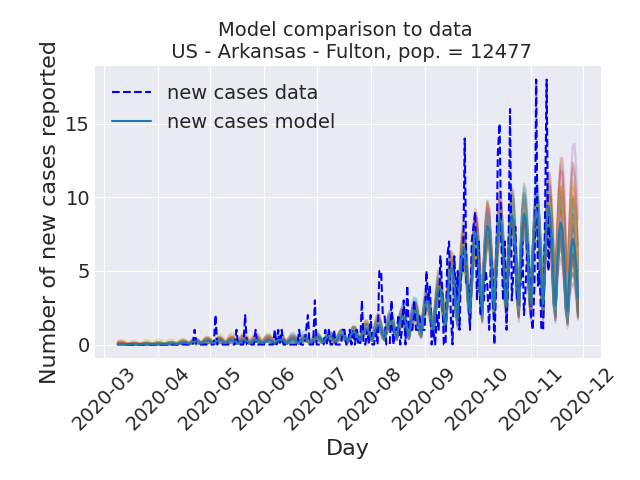 Model comparison to data
US - Arkansas - Fulton, pop. = 12477
new cases data
new cases model
Number of new cases reported
15
10
5
0
2020-03
2020-04
2020-05
2020-06
2020-07
2020-08
2020-09
2020-10
2020-11
2020-12
Day